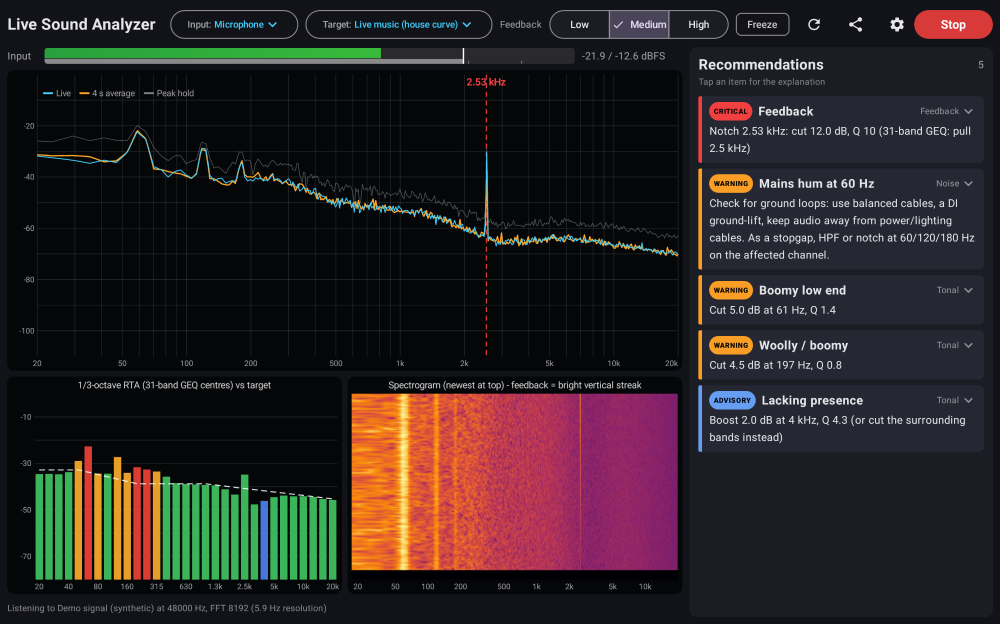 Live Sound Analyzer
Input: Microphone
Target: Live music (house curve)
Feedback
Low
Medium
High
Freeze
Stop
Input
-21.9 / -12.6 dBFS
2.53 kHz
Live
4 s average
Peak hold
-20
-40
-60
-80
-100
20 50 100 200 500 1k 2k 5k 10k 20k
1/3-octave RTA (31-band GEQ centres) vs target
-10
-30
-50
-70
20 40 80 160 315 630 1.3k 2.5k 5k 10k 20k
Spectrogram (newest at top) - feedback = bright vertical streak
20 50 100 200 500 1k 2k 5k 10k
Listening to Demo signal (synthetic) at 48000 Hz, FFT 8192 (5.9 Hz resolution)
Recommendations
5
Tap an item for the explanation
CRITICAL Feedback Feedback
Notch 2.53 kHz: cut 12.0 dB, Q 10 (31-band GEQ: pull
2.5 kHz)
WARNING Mains hum at 60 Hz Noise
Check for ground loops: use balanced cables, a DI
ground-lift, keep audio away from power/lighting
cables. As a stopgap, HPF or notch at 60/120/180 Hz
on the affected channel.
WARNING Boomy low end Tonal
Cut 5.0 dB at 61 Hz, Q 1.4
WARNING Woolly / boomy Tonal
Cut 4.5 dB at 197 Hz, Q 0.8
ADVISORY Lacking presence Tonal
Boost 2.0 dB at 4 kHz, Q 4.3 (or cut the surrounding
bands instead)